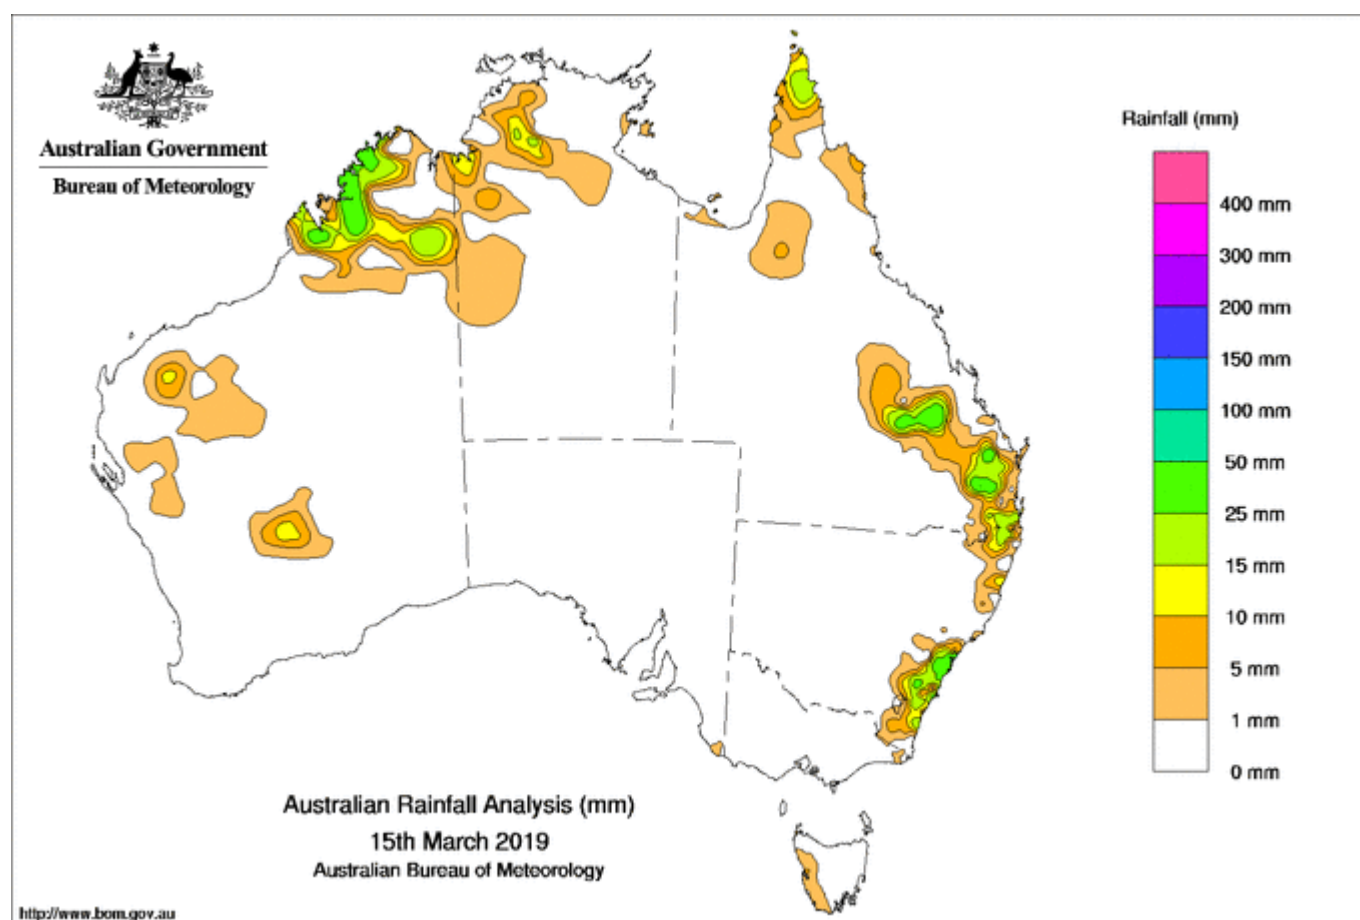 Australian Government
Bureau of Meteorology
Rainfall (mm)
400 mm
300 mm
200 mm
150 mm
100 mm
50 mm
25 mm
15 mm
10 mm
5 mm
1 mm
0 mm
Australian Rainfall Analysis (mm)
15th March 2019
Australian Bureau of Meteorology
http://www.bom.gov.au